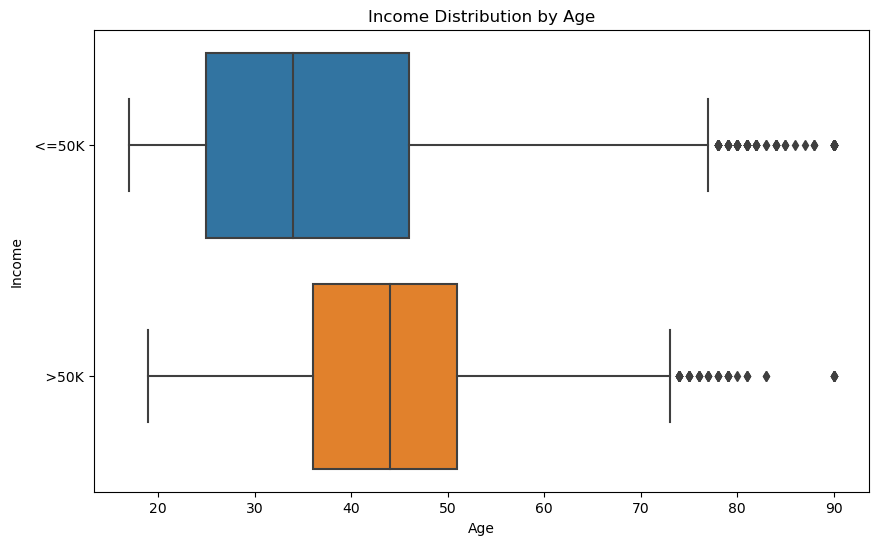 Income Distribution by Age
<=50K
Income
>50K
20 30 40 50 60 70 80 90
Age